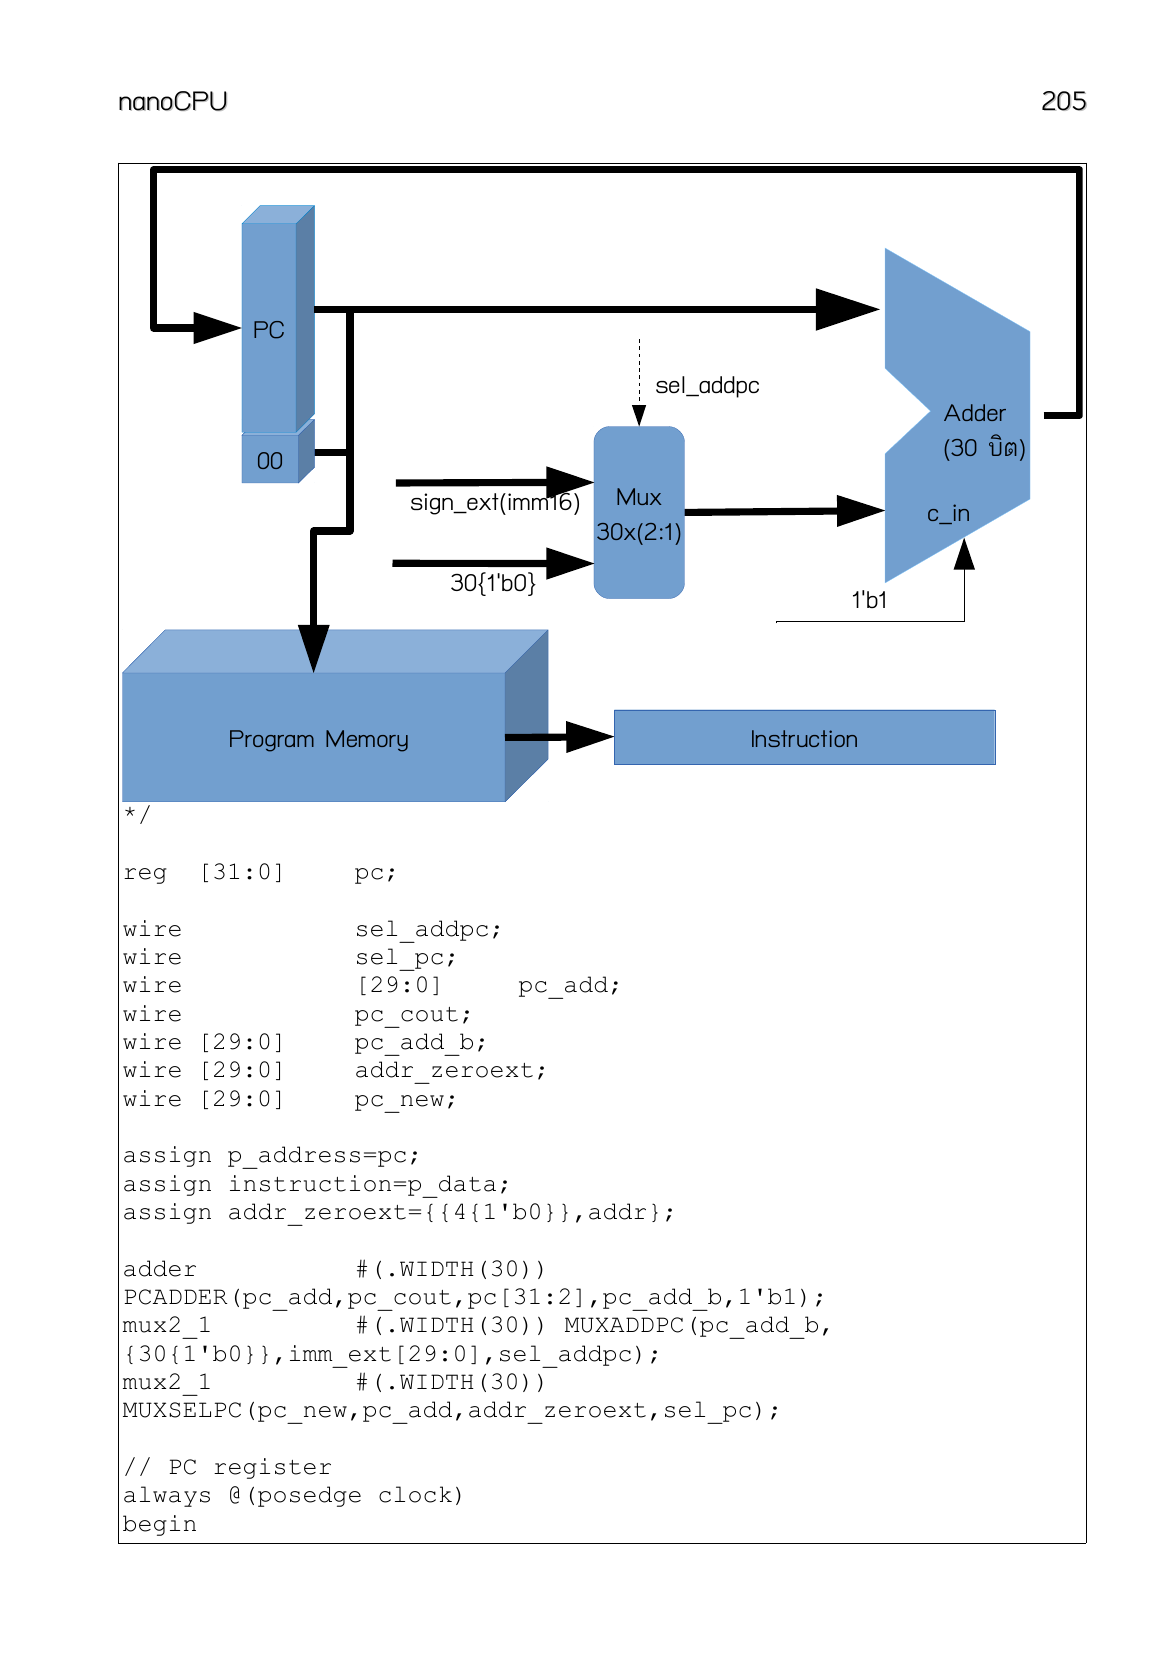 nanoCPU 205
PC
00
sel_addpc
sign_ext(imm16)
Mux
30x(2:1)
30{1'b0}
Adder
(30 บิต)
c_in
1'b1
Program Memory
Instruction
*/
reg [31:0] pc;
wire sel_addpc;
wire sel_pc;
wire [29:0] pc_add;
wire pc_cout;
wire [29:0] pc_add_b;
wire [29:0] addr_zeroext;
wire [29:0] pc_new;
assign p_address=pc;
assign instruction=p_data;
assign addr_zeroext={{4{1'b0}},addr};
adder #(.WIDTH(30))
PCADDER(pc_add,pc_cout,pc[31:2],pc_add_b,1'b1);
mux2_1 #(.WIDTH(30)) MUXADDPC(pc_add_b,
{30{1'b0}},imm_ext[29:0],sel_addpc);
mux2_1 #(.WIDTH(30))
MUXSELPC(pc_new,pc_add,addr_zeroext,sel_pc);
// PC register
always @(posedge clock)
begin